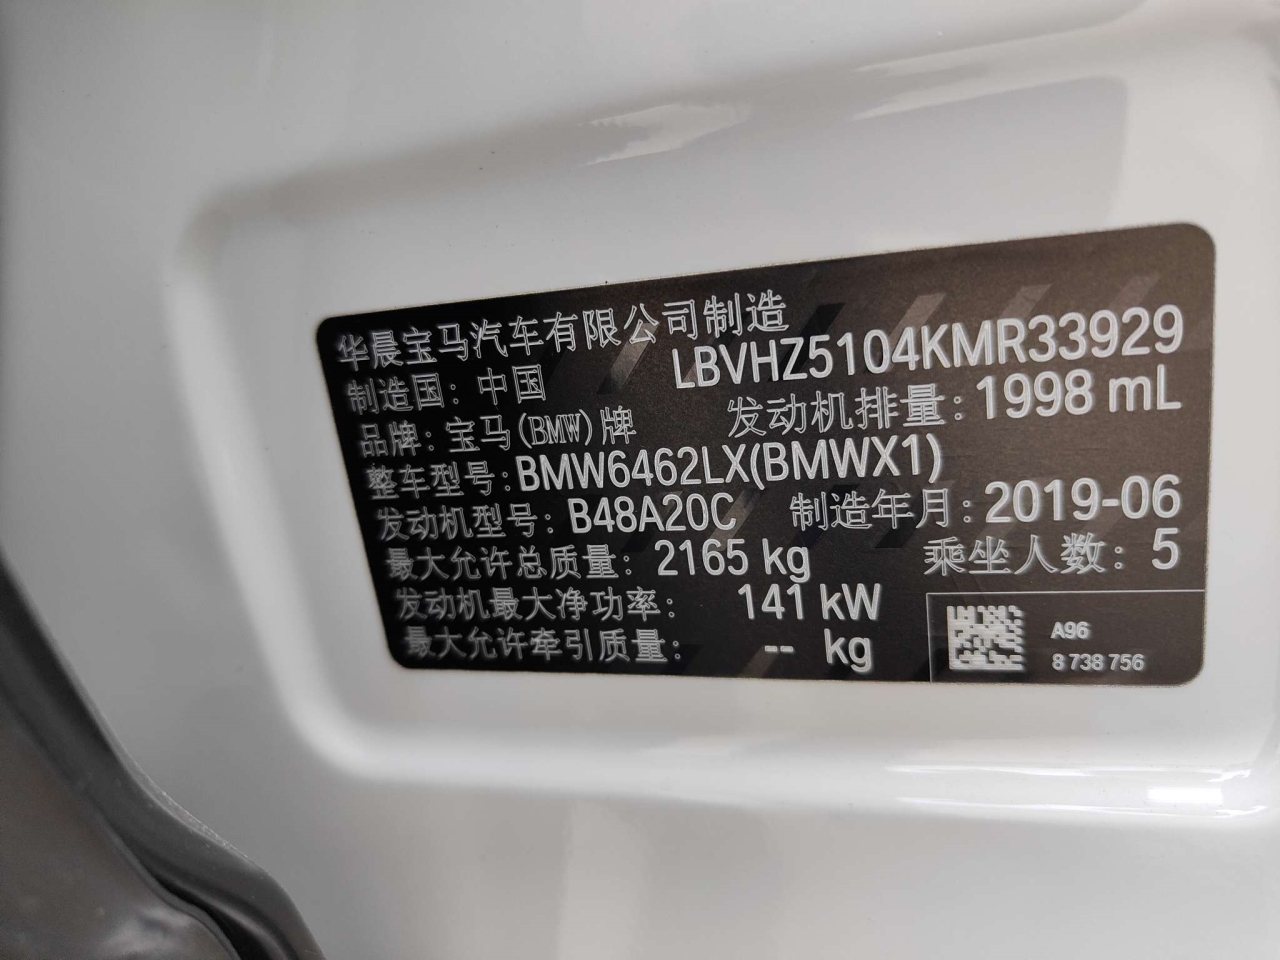 华晨宝马汽车有限公司制造
制造国：中国 LBVHZ5104KMR33929
品牌：宝马(BMW)牌 发动机排量：1998 mL
整车型号：BMW6462LX(BMWX1)
发动机型号：B48A20C 制造年月：2019-06
最大允许总质量：2165 kg 乘坐人数：5
发动机最大净功率：141 kW
最大允许牵引质量：-- kg
A96
8 738 756